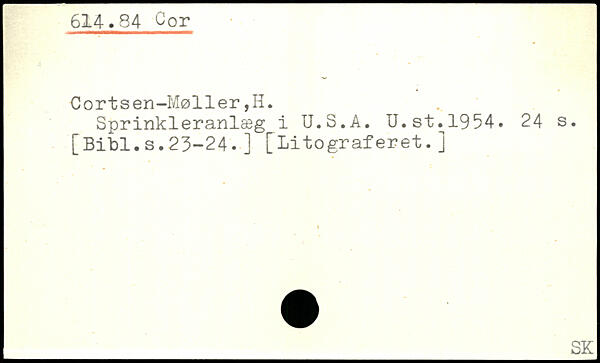 614.84 Cor
Cortsen-Møller,H.
Sprinkleranlæg i U.S.A. U.st.1954. 24 s.
[Bibl.s.23-24.] [Litograferet.]
SK